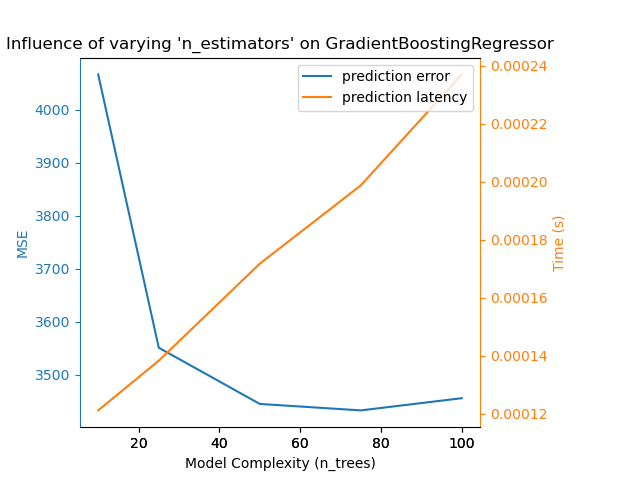 Influence of varying 'n_estimators' on GradientBoostingRegressor
prediction error
prediction latency
MSE
4000
3900
3800
3700
3600
3500
0.00024
0.00022
0.00020
0.00018
0.00016
0.00014
0.00012
Time (s)
20 40 60 80 100
Model Complexity (n_trees)